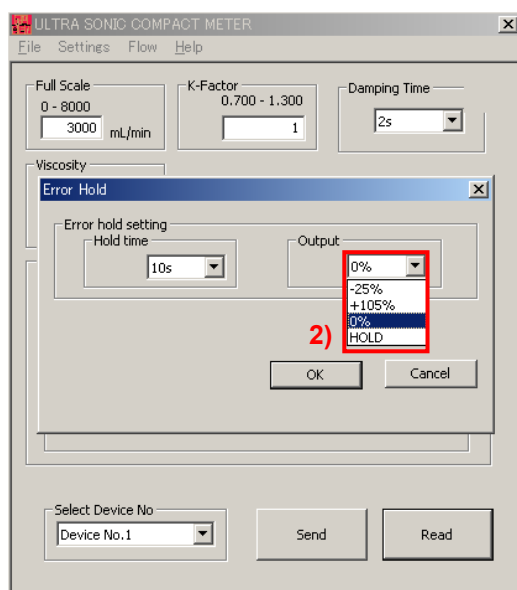 ULTRA SONIC COMPACT METER
File Settings Flow Help
Full Scale
0 - 8000
3000 mL/min
K-Factor
0.700 - 1.300
1
Damping Time
2s
Viscosity
Error Hold
Error hold setting
Hold time
10s
Output
0%
-25%
+105%
0%
HOLD
2)
OK Cancel
Select Device No
Device No.1
Send Read